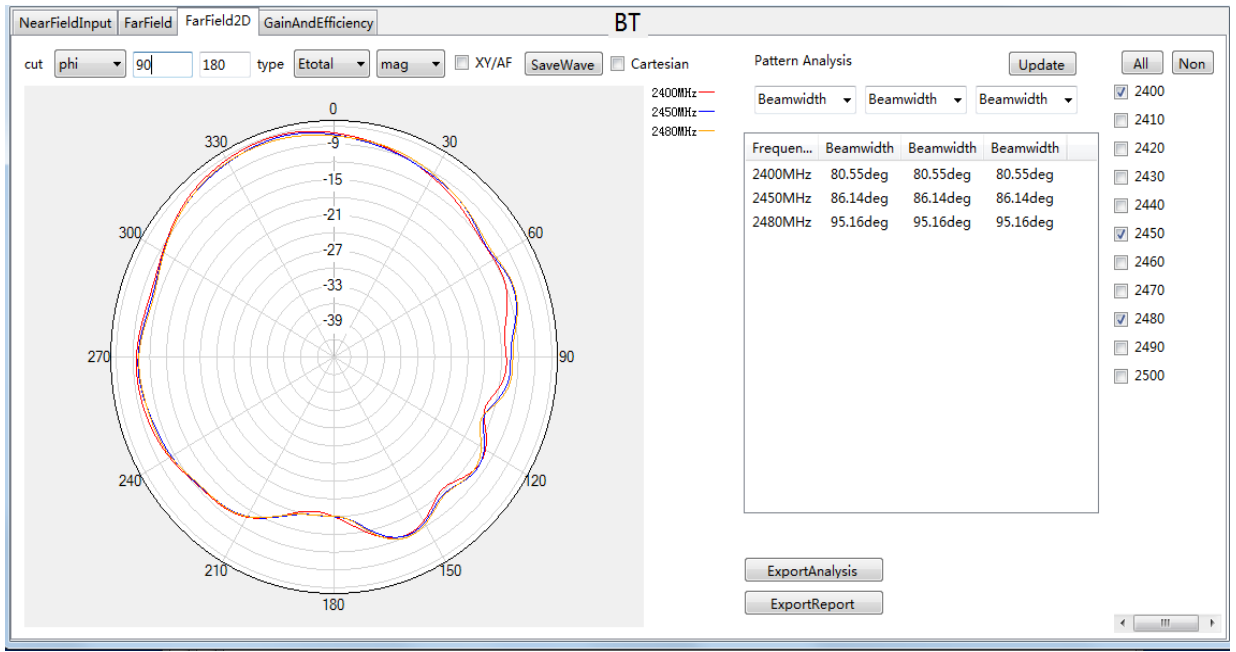 BT
NearFieldInput FarField FarField2D GainAndEfficiency
cut phi 90 180 type Etotal mag XY/AF SaveWave Cartesian
Pattern Analysis Update All Non
Beamwidth Beamwidth Beamwidth
2400MHz
2450MHz
2480MHz
0
30
60
90
120
150
180
210
240
270
300
330
-9
-15
-21
-27
-33
-39
Frequen... Beamwidth Beamwidth Beamwidth
2400MHz 80.55deg 80.55deg 80.55deg
2450MHz 86.14deg 86.14deg 86.14deg
2480MHz 95.16deg 95.16deg 95.16deg
ExportAnalysis
ExportReport
2400
2410
2420
2430
2440
2450
2460
2470
2480
2490
2500